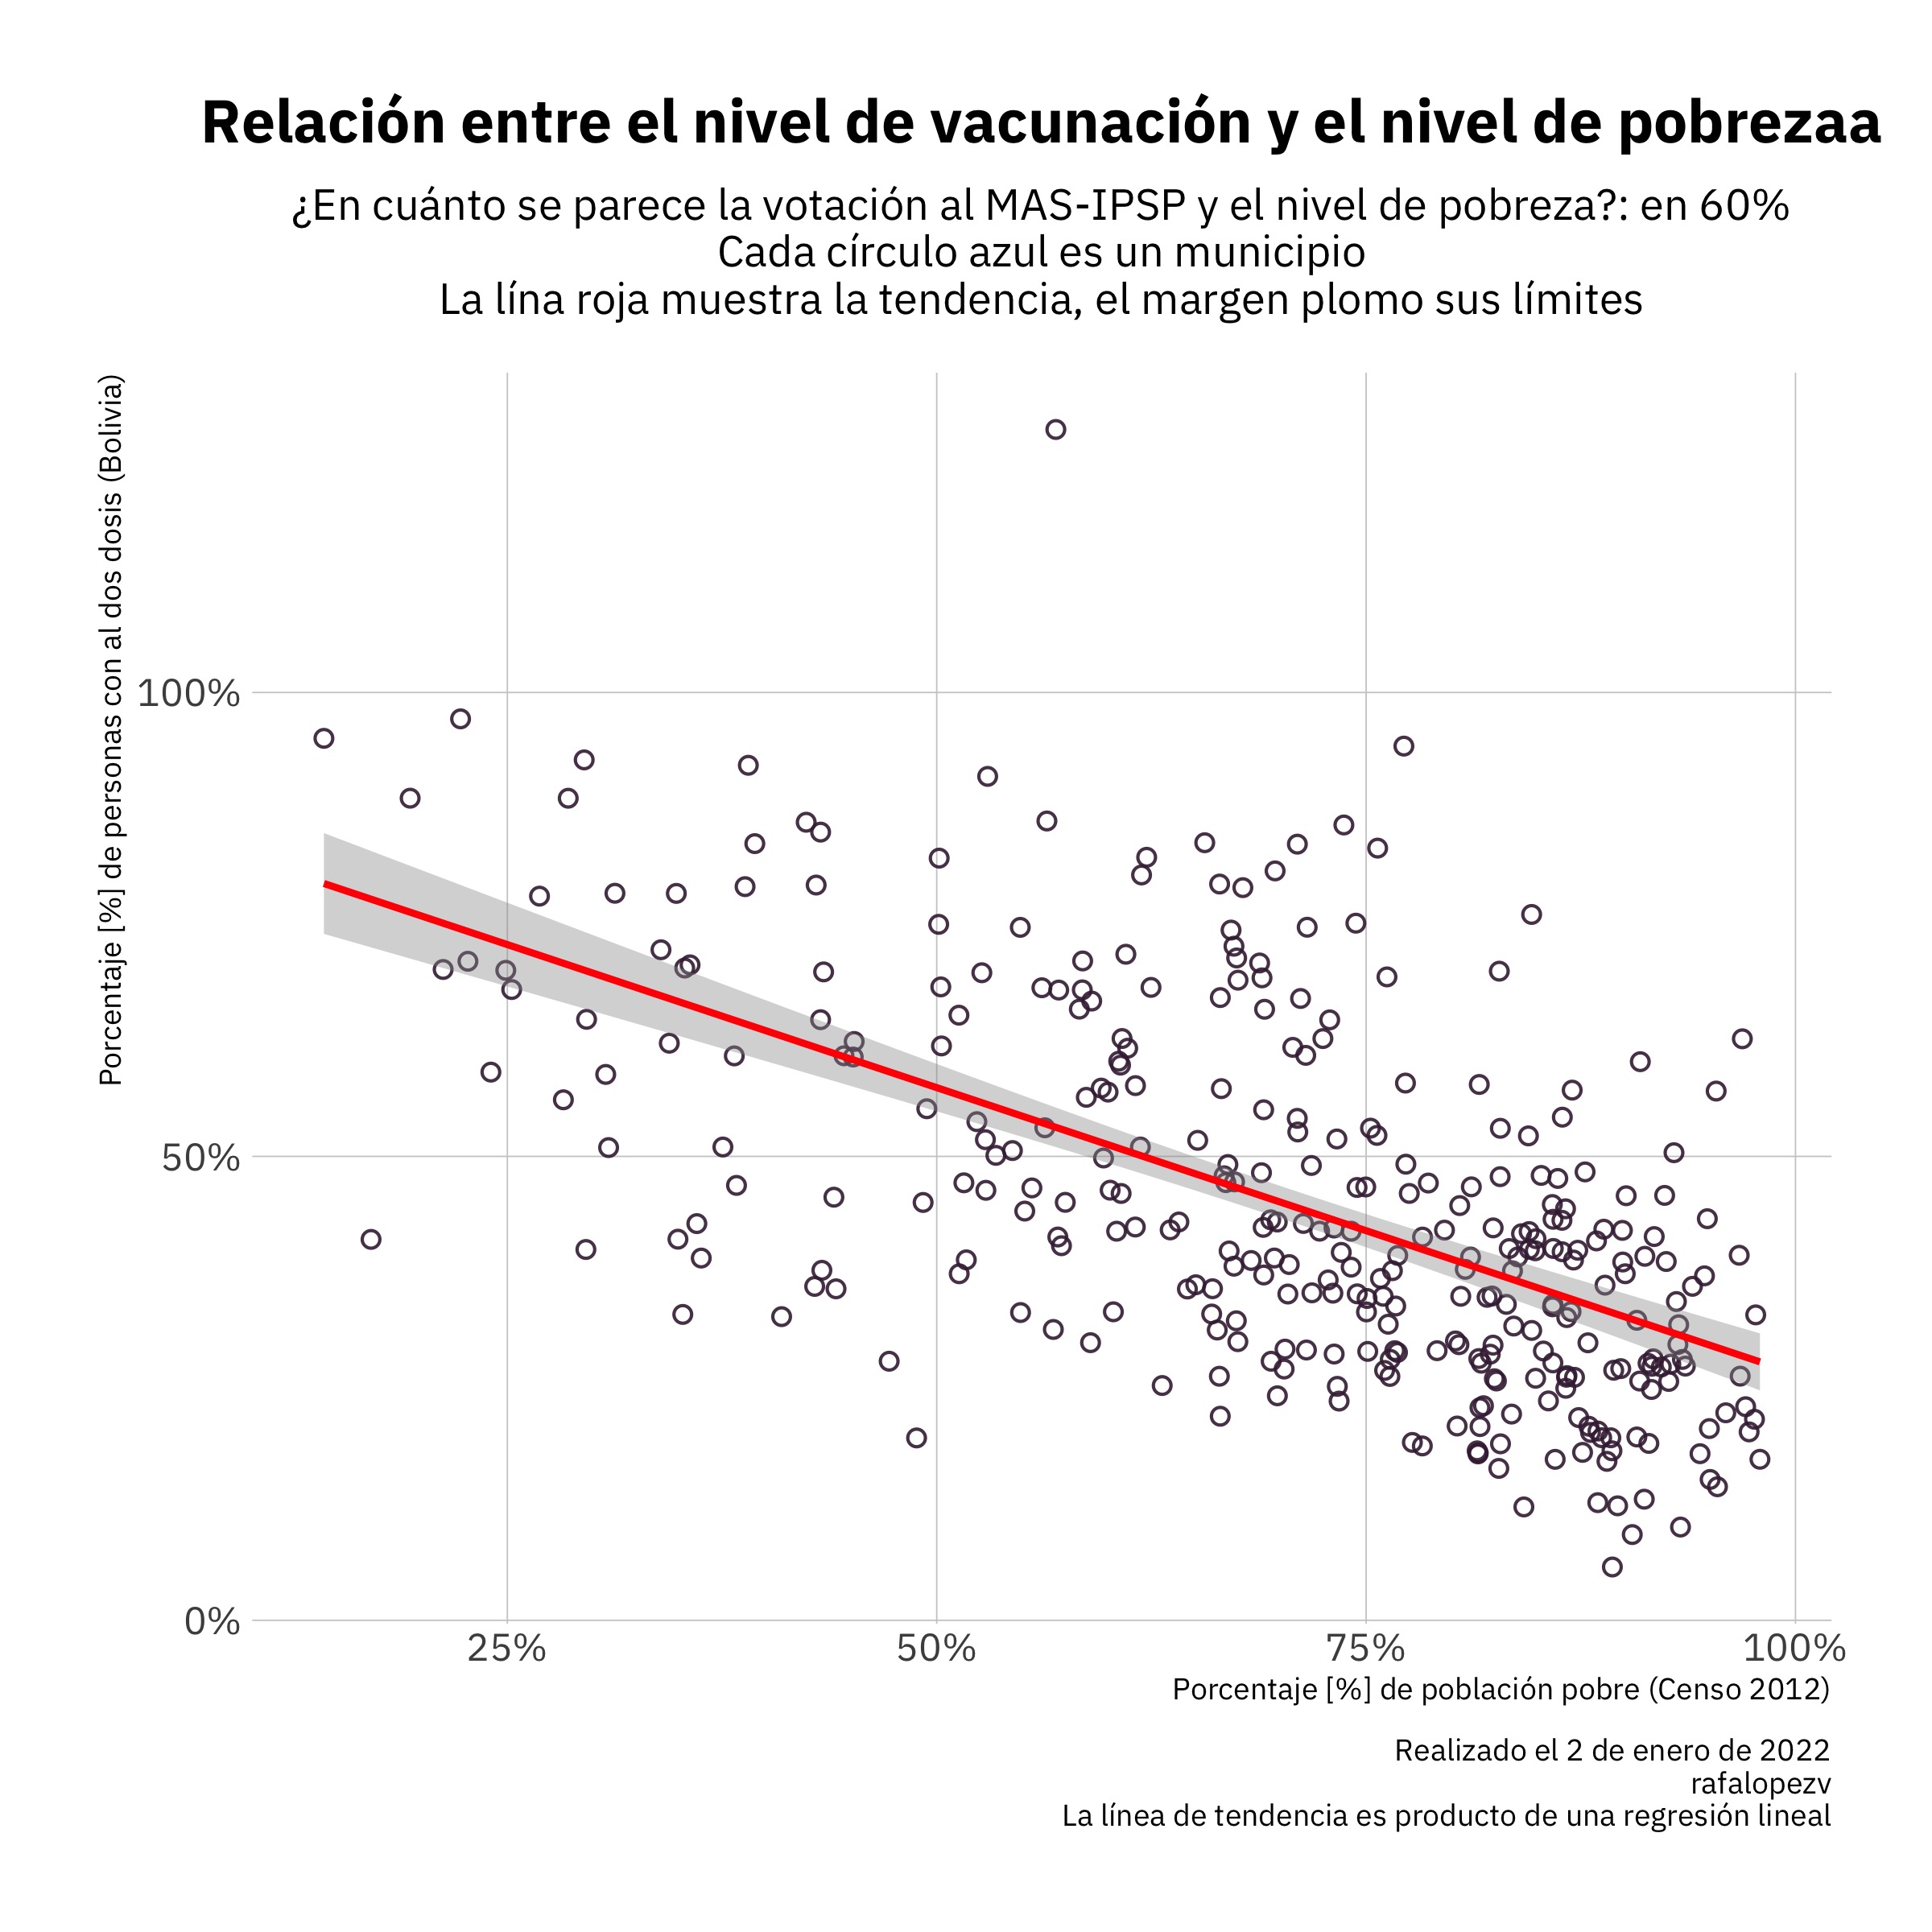 Relación entre el nivel de vacunación y el nivel de pobrezaa
¿En cuánto se parece la votación al MAS-IPSP y el nivel de pobreza?: en 60%
Cada círculo azul es un municipio
La lína roja muestra la tendencia, el margen plomo sus límites
Porcentaje [%] de personas con al dos dosis (Bolivia)
100%
50%
0%
25%
50%
75%
100%
Porcentaje [%] de población pobre (Censo 2012)
Realizado el 2 de enero de 2022
rafalopezv
La línea de tendencia es producto de una regresión lineal